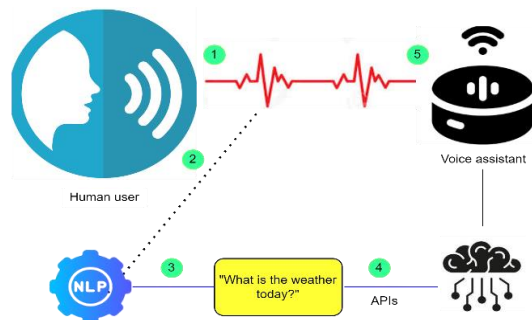 1
5
2
Human user
Voice assistant
NLP
3
"What is the weather
today?"
4
APIs